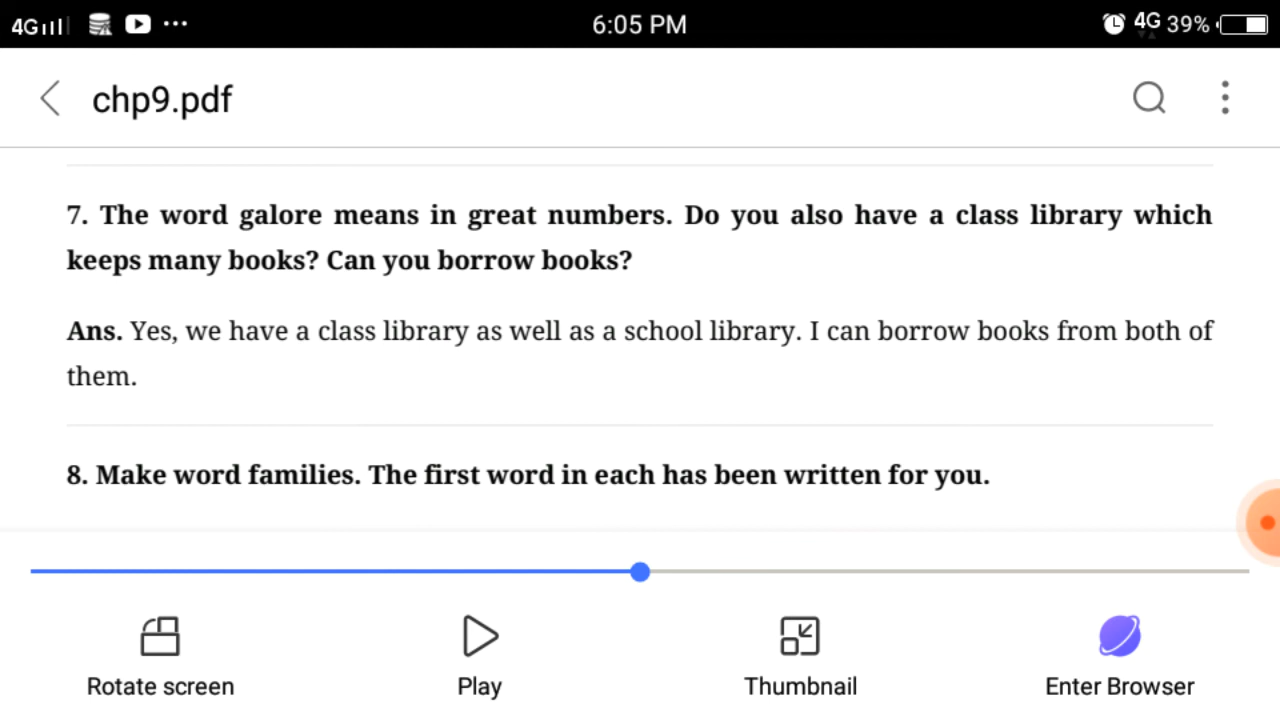 4G 6:05 PM 4G 39%
chp9.pdf
7. The word galore means in great numbers. Do you also have a class library which
keeps many books? Can you borrow books?
Ans. Yes, we have a class library as well as a school library. I can borrow books from both of
them.
8. Make word families. The first word in each has been written for you.
Rotate screen Play Thumbnail Enter Browser